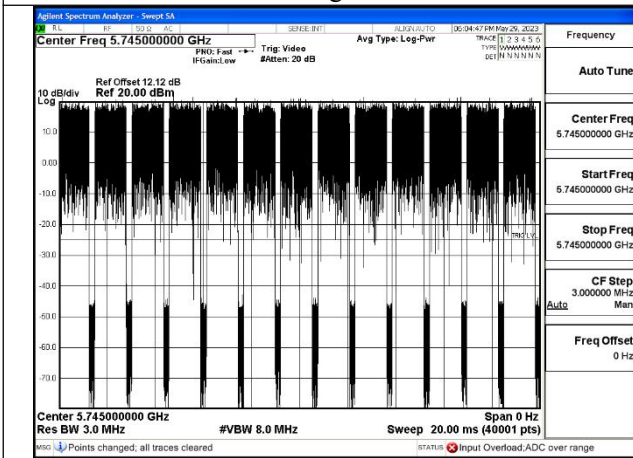 Agilent Spectrum Analyzer - Swept SA
RL RF 50 Ω AC SENSE:INT ALIGN AUTO 06:04:47 PM May 29, 2023
Center Freq 5.745000000 GHz
PNO: Fast
IFGain:Low
Trig: Video
#Atten: 20 dB
Avg Type: Log-Pwr
TRACE 1 2 3 4 5 6
TYPE
DET N N N N N N
Ref Offset 12.12 dB
10 dB/div Ref 20.00 dBm
Log
10.0
0.00
-10.0
-20.0
TRIG LVL
-30.0
-40.0
-50.0
-60.0
-70.0
Center 5.745000000 GHz Span 0 Hz
Res BW 3.0 MHz #VBW 8.0 MHz Sweep 20.00 ms (40001 pts)
MSG Points changed; all traces cleared STATUS Input Overload;ADC over range
Frequency
Auto Tune
Center Freq
5.745000000 GHz
Start Freq
5.745000000 GHz
Stop Freq
5.745000000 GHz
CF Step
3.000000 MHz
Auto Man
Freq Offset
0 Hz